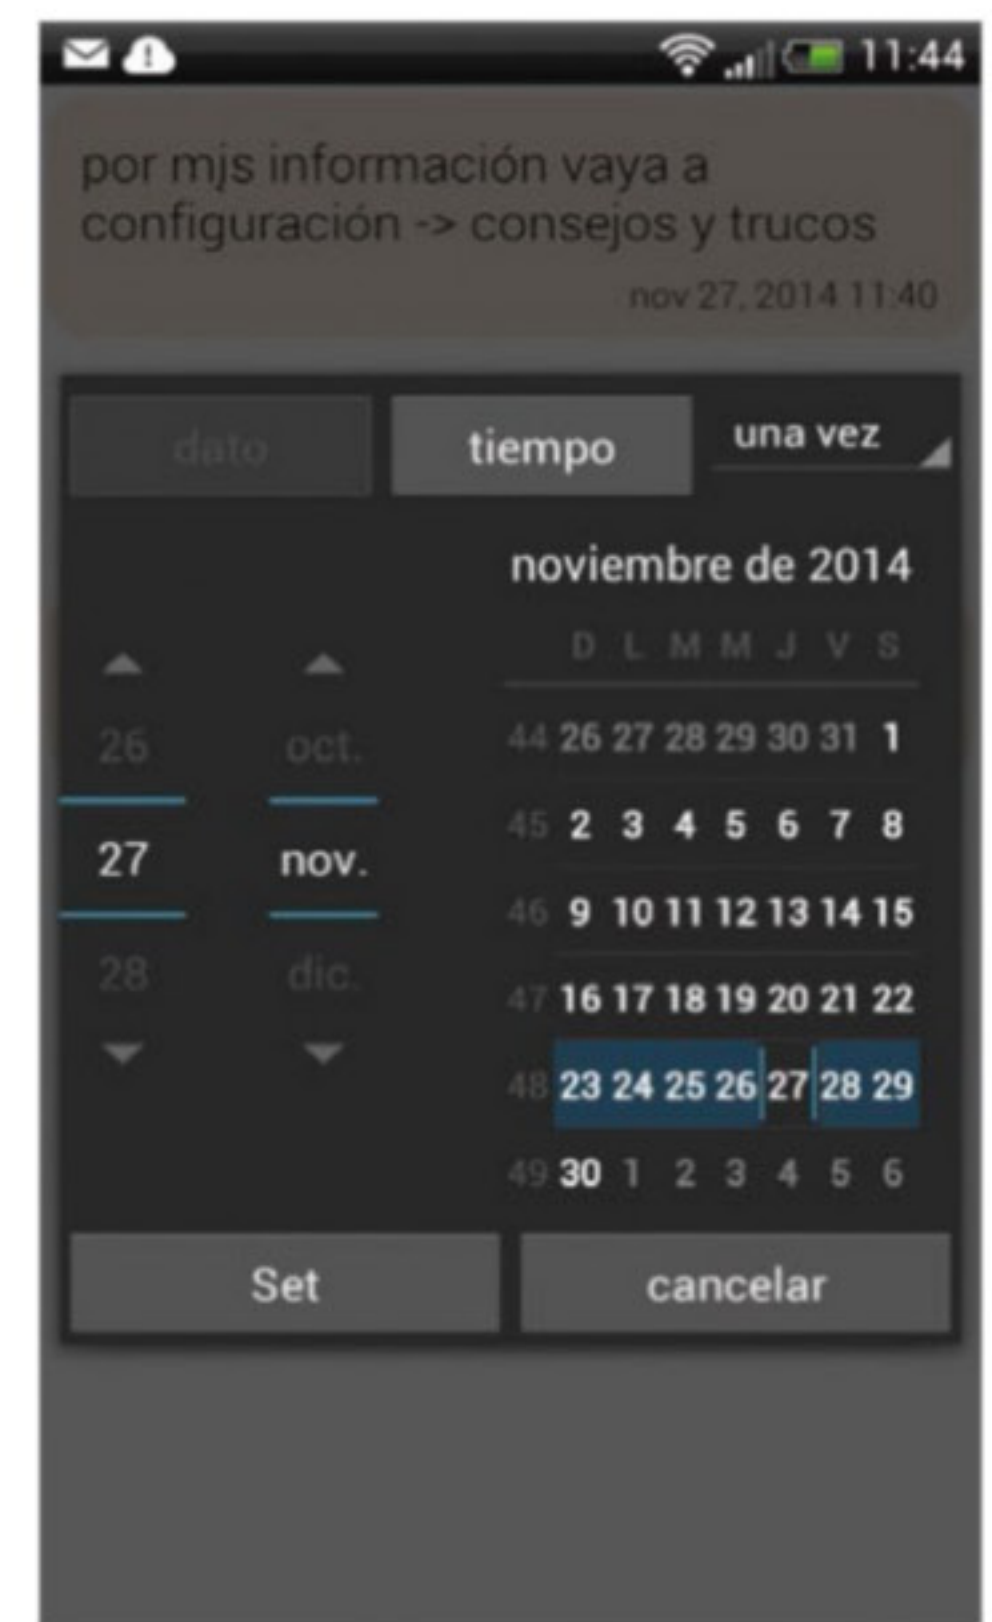 11:44
por mjs información vaya a
configuración -> consejos y trucos
nov 27, 2014 11:40
dato tiempo una vez
noviembre de 2014
D L M M J V S
26 oct. 44 26 27 28 29 30 31 1
45 2 3 4 5 6 7 8
27 nov. 46 9 10 11 12 13 14 15
28 dic. 47 16 17 18 19 20 21 22
48 23 24 25 26 27 28 29
49 30 1 2 3 4 5 6
Set cancelar